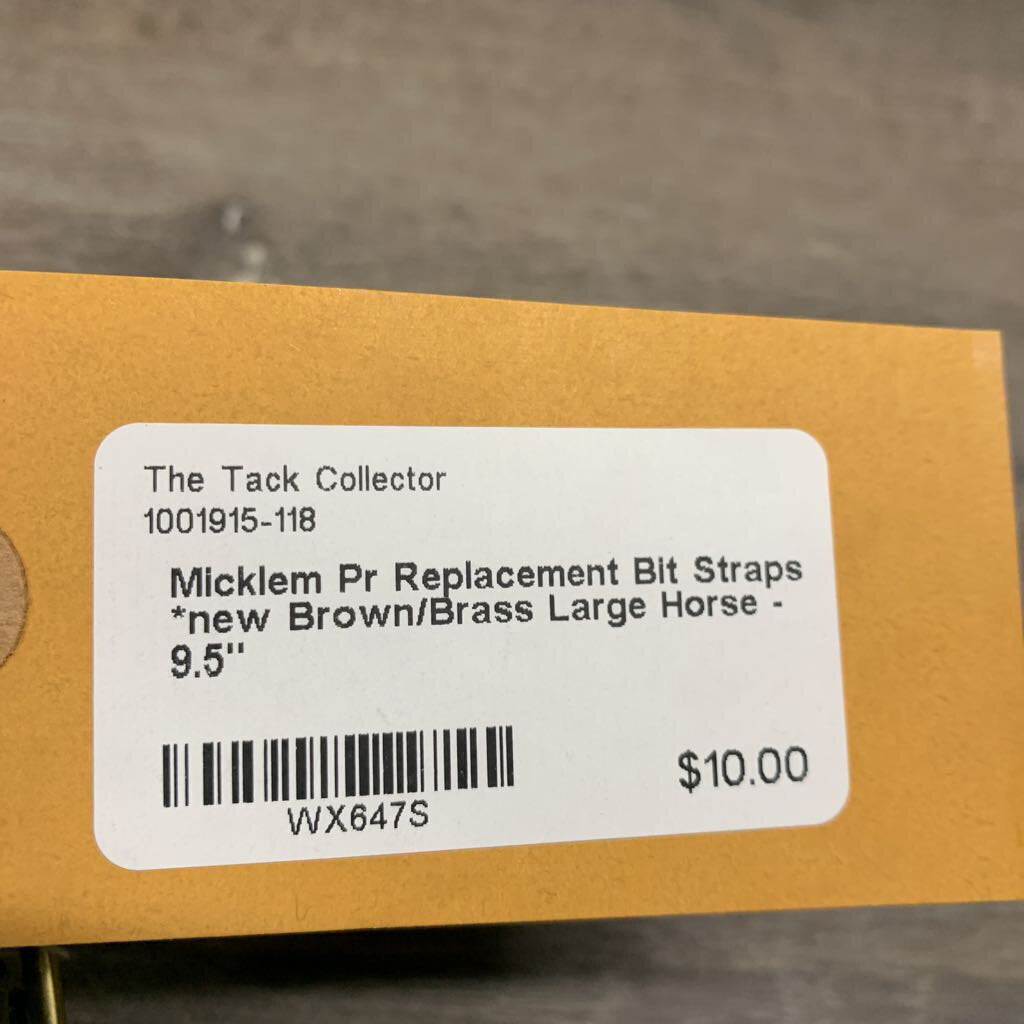 The Tack Collector
1001915-118
Micklem Pr Replacement Bit Straps
*new Brown/Brass Large Horse -
9.5"
WX647S
$10.00